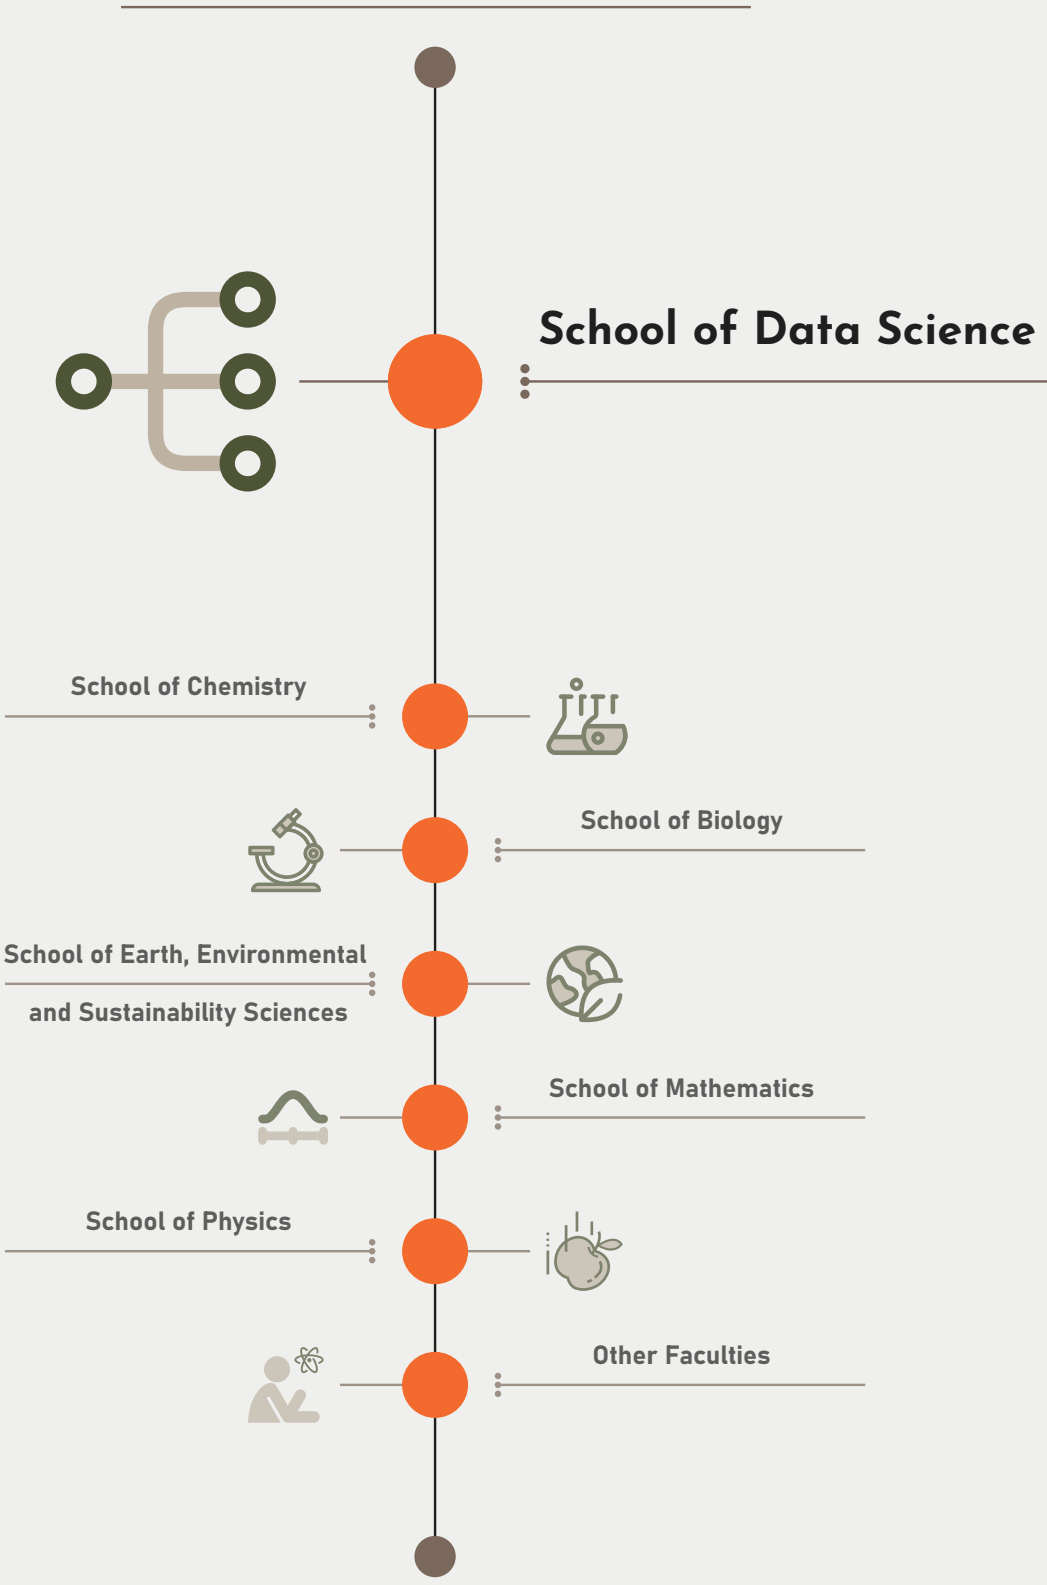 School of Data Science
School of Chemistry
School of Biology
School of Earth, Environmental
and Sustainability Sciences
School of Mathematics
School of Physics
Other Faculties